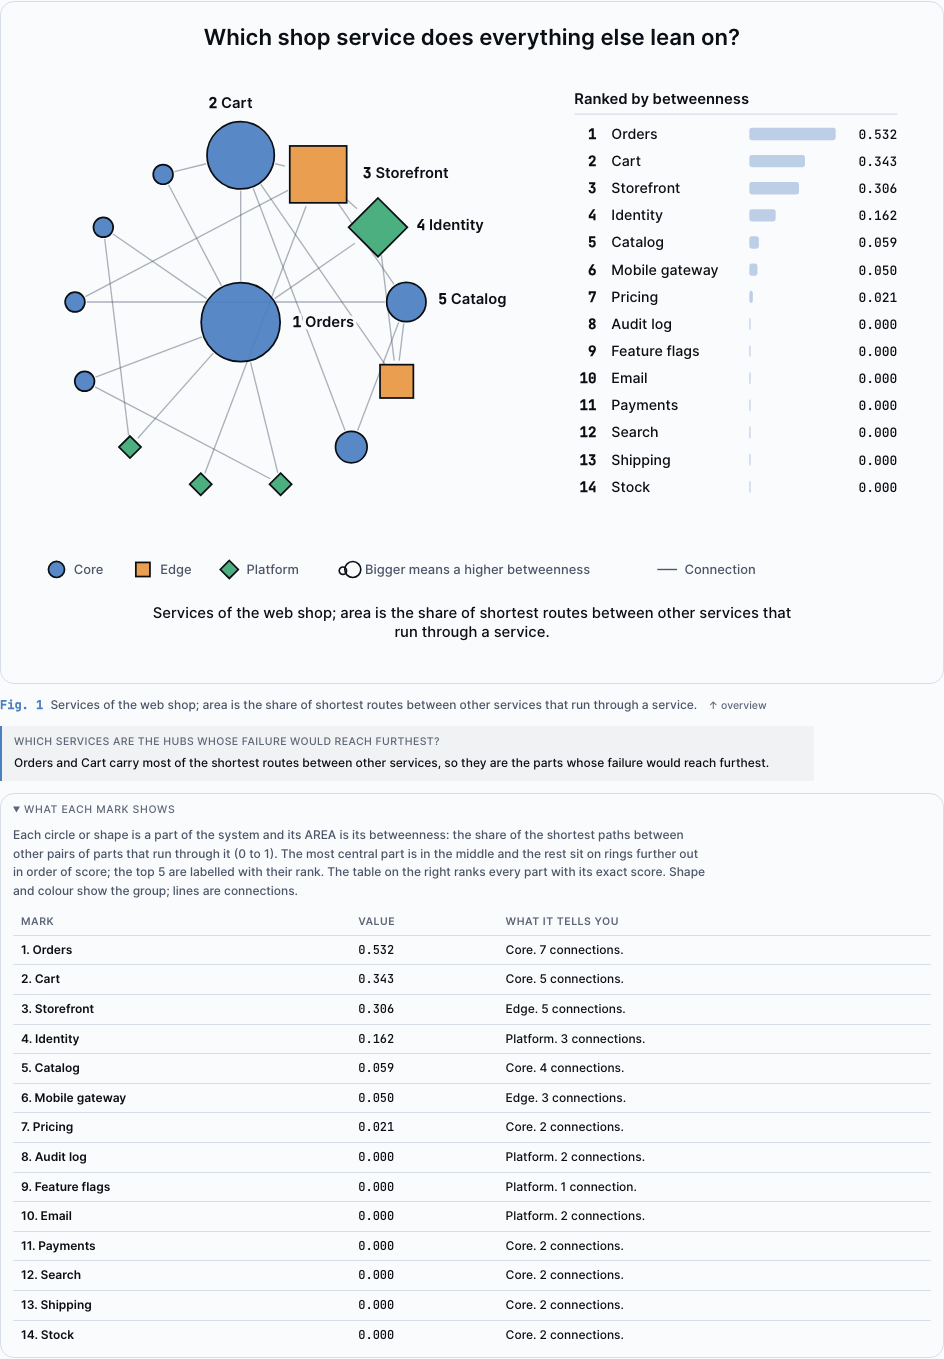 Which shop service does everything else lean on?
2 Cart
3 Storefront
4 Identity
5 Catalog
1 Orders
Ranked by betweenness
1 Orders 0.532
2 Cart 0.343
3 Storefront 0.306
4 Identity 0.162
5 Catalog 0.059
6 Mobile gateway 0.050
7 Pricing 0.021
8 Audit log 0.000
9 Feature flags 0.000
10 Email 0.000
11 Payments 0.000
12 Search 0.000
13 Shipping 0.000
14 Stock 0.000
Core Edge Platform Bigger means a higher betweenness Connection
Services of the web shop; area is the share of shortest routes between other services that
run through a service.
Fig. 1 Services of the web shop; area is the share of shortest routes between other services that run through a service. ↑ overview
WHICH SERVICES ARE THE HUBS WHOSE FAILURE WOULD REACH FURTHEST?
Orders and Cart carry most of the shortest routes between other services, so they are the parts whose failure would reach furthest.
▼ WHAT EACH MARK SHOWS
Each circle or shape is a part of the system and its AREA is its betweenness: the share of the shortest paths between
other pairs of parts that run through it (0 to 1). The most central part is in the middle and the rest sit on rings further out
in order of score; the top 5 are labelled with their rank. The table on the right ranks every part with its exact score. Shape
and colour show the group; lines are connections.
MARK VALUE WHAT IT TELLS YOU
1. Orders 0.532 Core. 7 connections.
2. Cart 0.343 Core. 5 connections.
3. Storefront 0.306 Edge. 5 connections.
4. Identity 0.162 Platform. 3 connections.
5. Catalog 0.059 Core. 4 connections.
6. Mobile gateway 0.050 Edge. 3 connections.
7. Pricing 0.021 Core. 2 connections.
8. Audit log 0.000 Platform. 2 connections.
9. Feature flags 0.000 Platform. 1 connection.
10. Email 0.000 Platform. 2 connections.
11. Payments 0.000 Core. 2 connections.
12. Search 0.000 Core. 2 connections.
13. Shipping 0.000 Core. 2 connections.
14. Stock 0.000 Core. 2 connections.